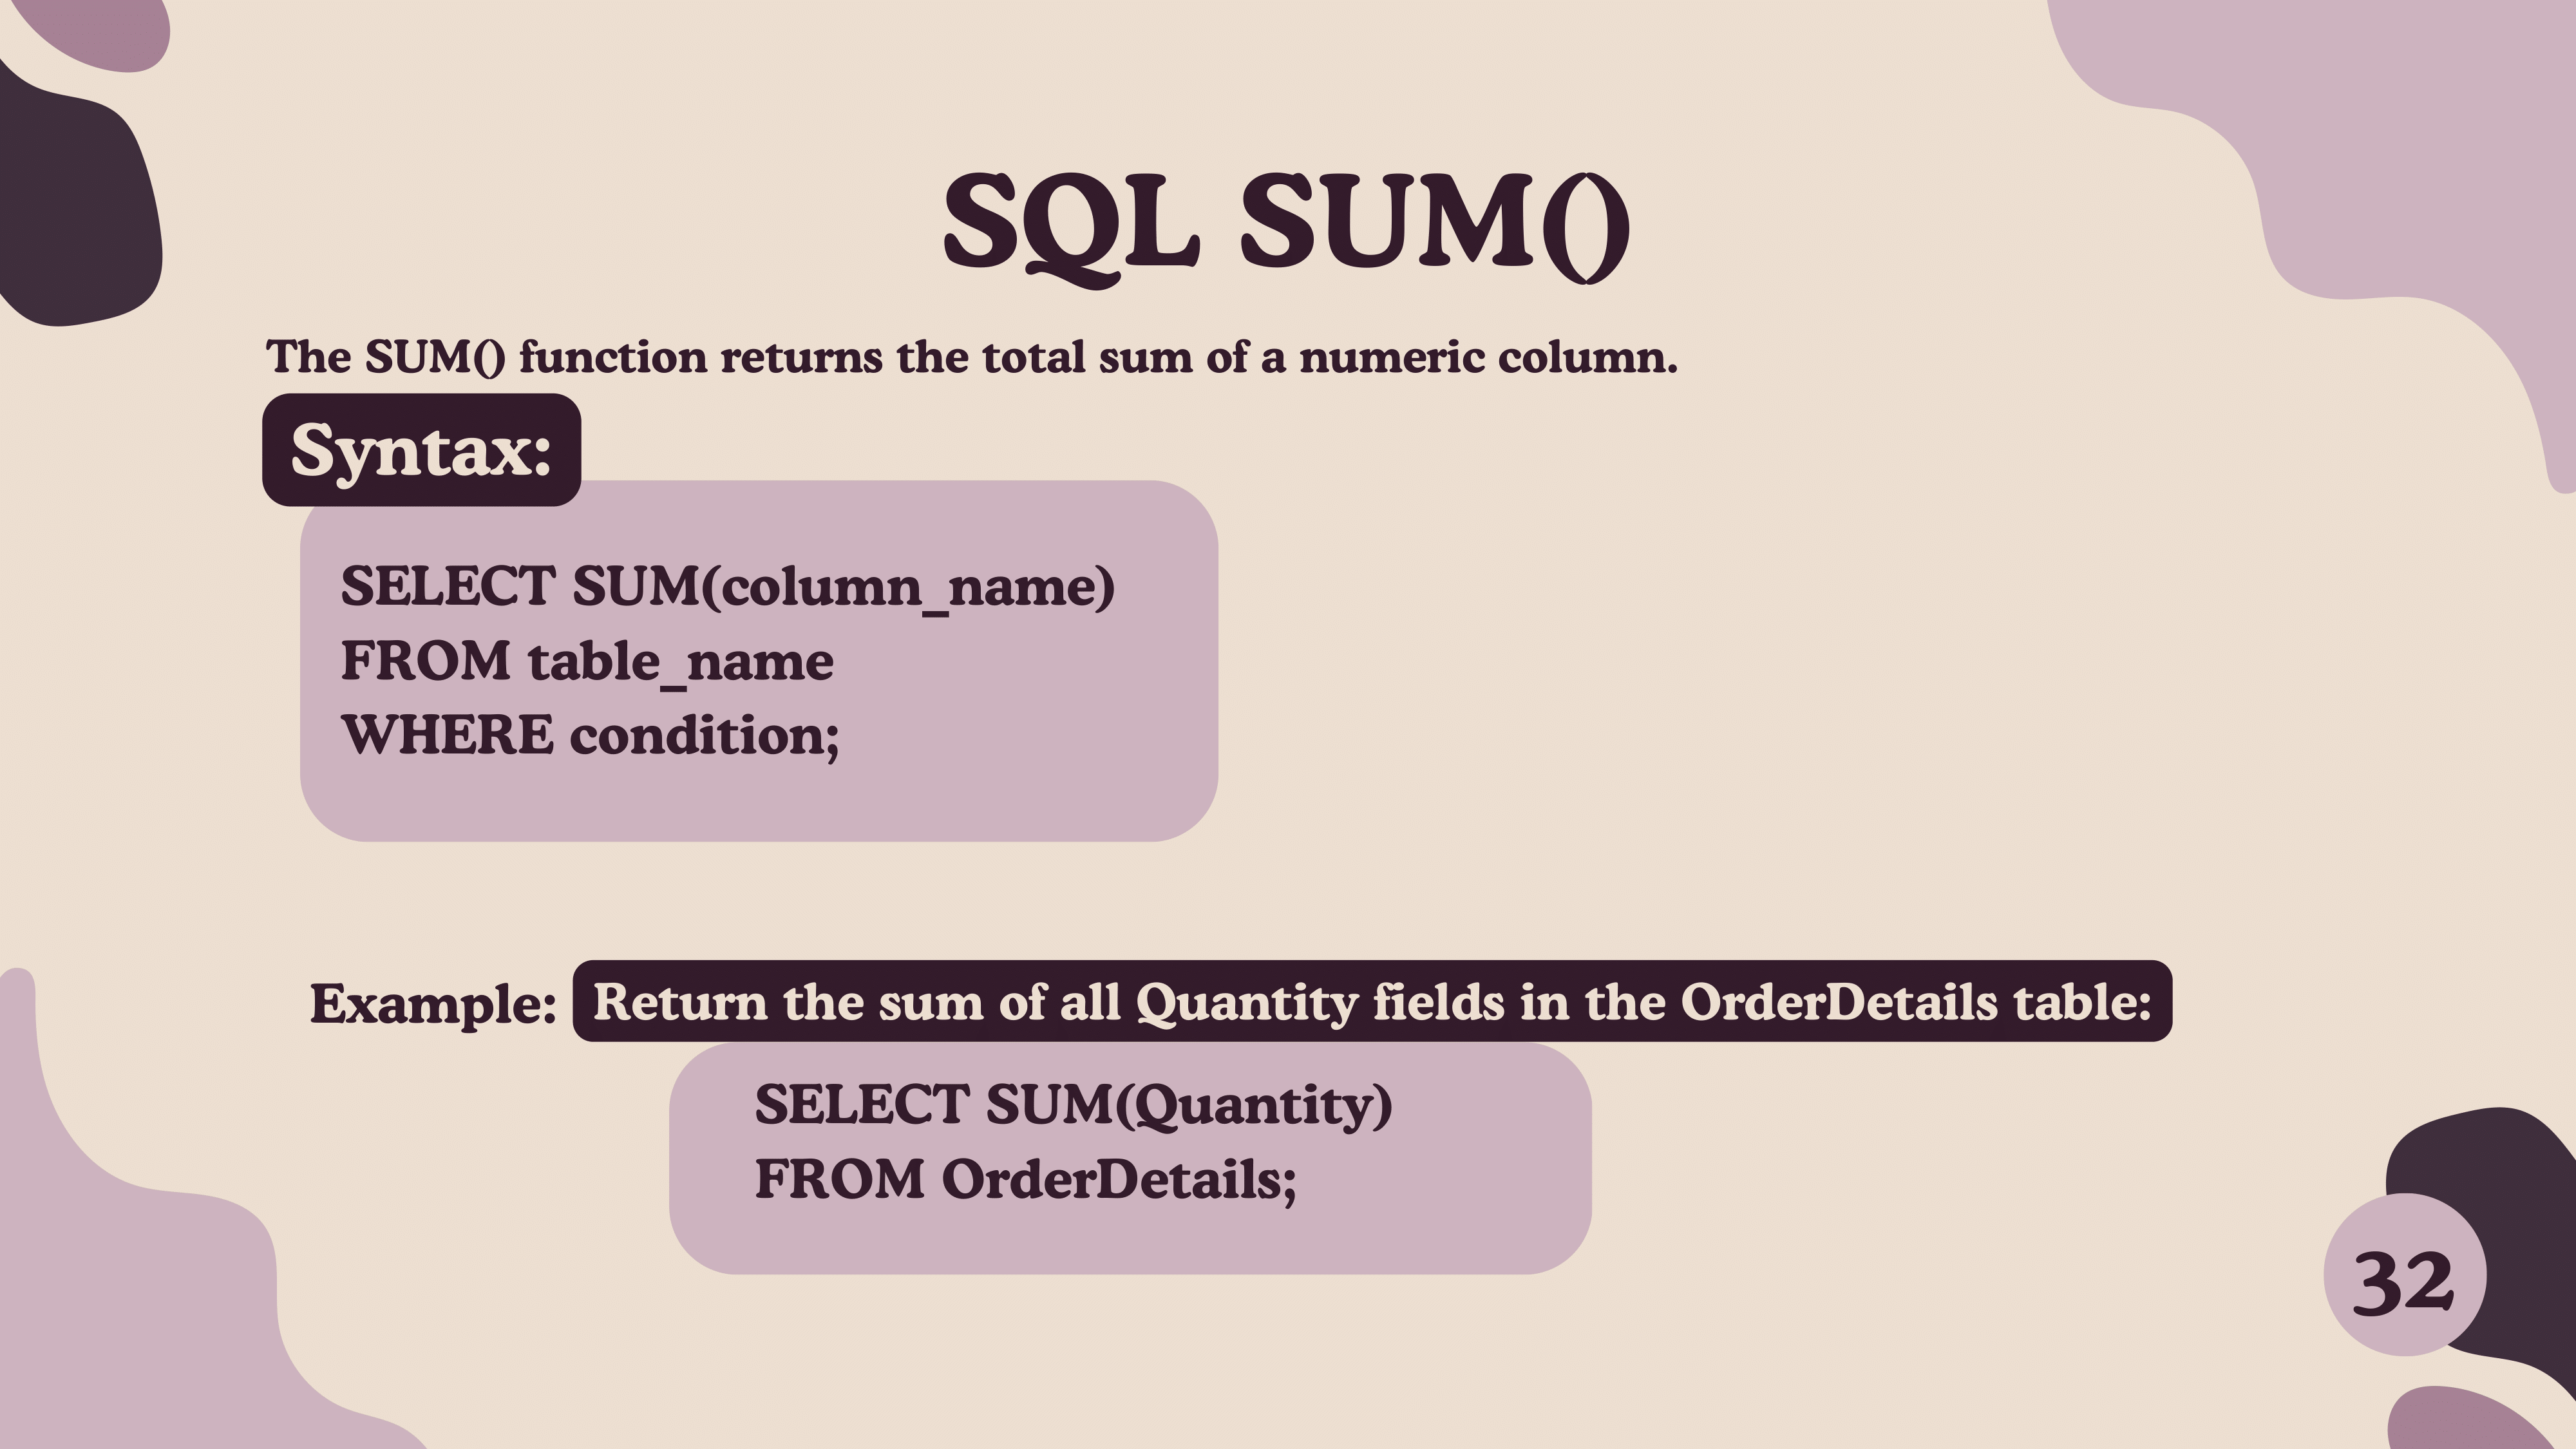 SQL SUM()
The SUM() function returns the total sum of a numeric column.
Syntax:
SELECT SUM(column_name)
FROM table_name
WHERE condition;
Example: Return the sum of all Quantity fields in the OrderDetails table:
SELECT SUM(Quantity)
FROM OrderDetails;
32